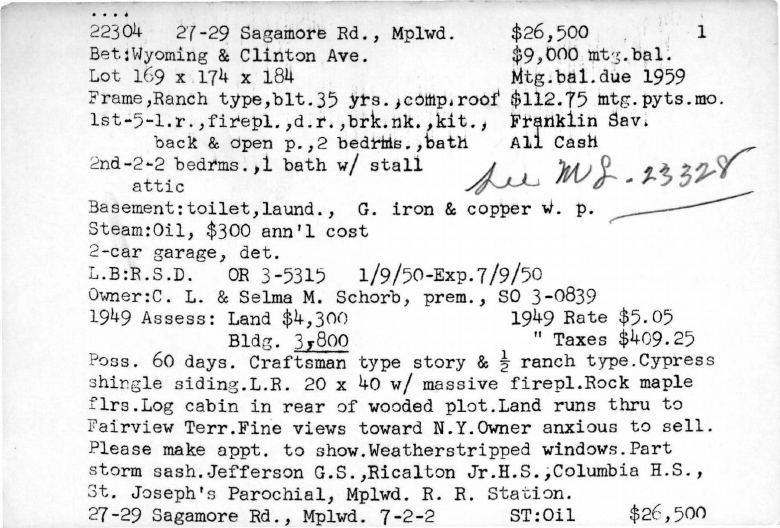 ....
22304 27-29 Sagamore Rd., Mplwd. $26,500 1
Bet:Wyoming & Clinton Ave. $9,000 mtg.bal.
Lot 169 x 174 x 184 Mtg.bal.due 1959
Frame,Ranch type,blt.35 yrs.,comp.roof $112.75 mtg.pyts.mo.
1st-5-l.r.,firepl.,d.r.,brk.nk.,kit., Franklin Sav.
back & open p.,2 bedrms.,bath All Cash
2nd-2-2 bedrms.,1 bath w/ stall
attic
See ML.23328
Basement:toilet,laund., G. iron & copper w. p.
Steam:Oil, $300 ann'l cost
2-car garage, det.
L.B:R.S.D. OR 3-5315 1/9/50-Exp.7/9/50
Owner:C. L. & Selma M. Schorb, prem., SO 3-0839
1949 Assess: Land $4,300 1949 Rate $5.05
Bldg. 3,800 " Taxes $409.25
Poss. 60 days. Craftsman type story & ½ ranch type.Cypress
shingle siding.L.R. 20 x 40 w/ massive firepl.Rock maple
flrs.Log cabin in rear of wooded plot.Land runs thru to
Fairview Terr.Fine views toward N.Y.Owner anxious to sell.
Please make appt. to show.Weatherstripped windows.Part
storm sash.Jefferson G.S.,Ricalton Jr.H.S.,Columbia H.S.,
St. Joseph's Parochial, Mplwd. R. R. Station.
27-29 Sagamore Rd., Mplwd. 7-2-2 ST:Oil $26,500